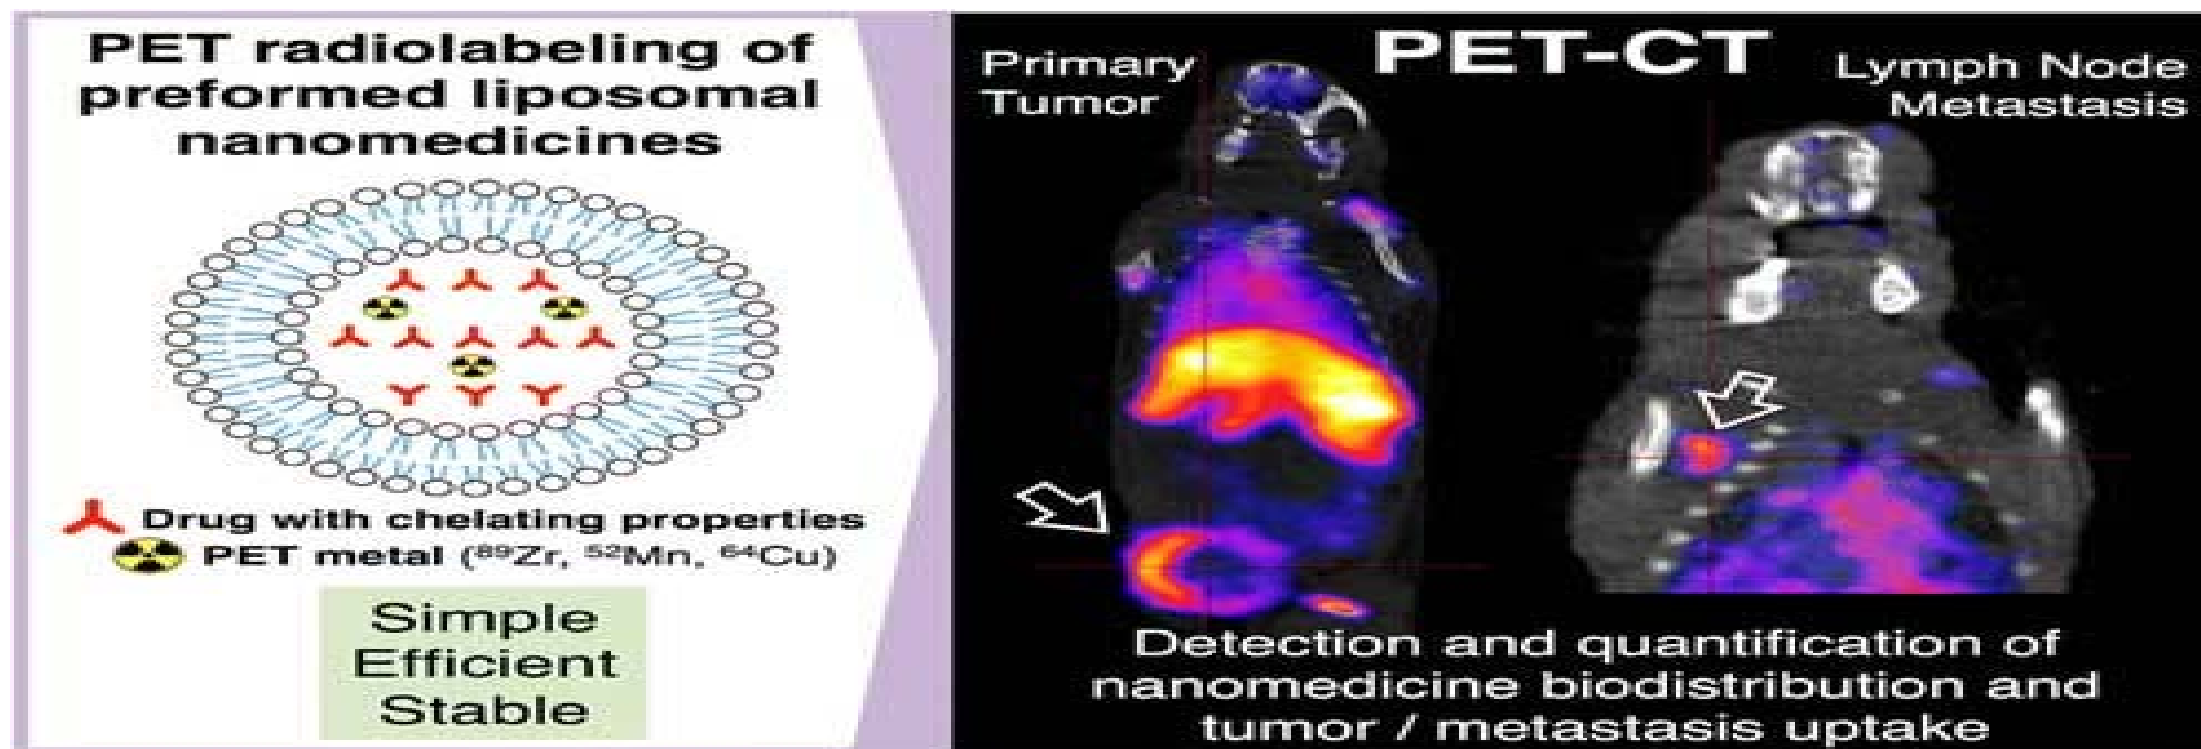 PET radiolabeling of
preformed liposomal
nanomedicines
Drug with chelating properties
PET metal (⁸⁹Zr, ⁵²Mn, ⁶⁴Cu)
Simple
Efficient
Stable
PET-CT
Primary
Tumor
Lymph Node
Metastasis
Detection and quantification of
nanomedicine biodistribution and
tumor / metastasis uptake